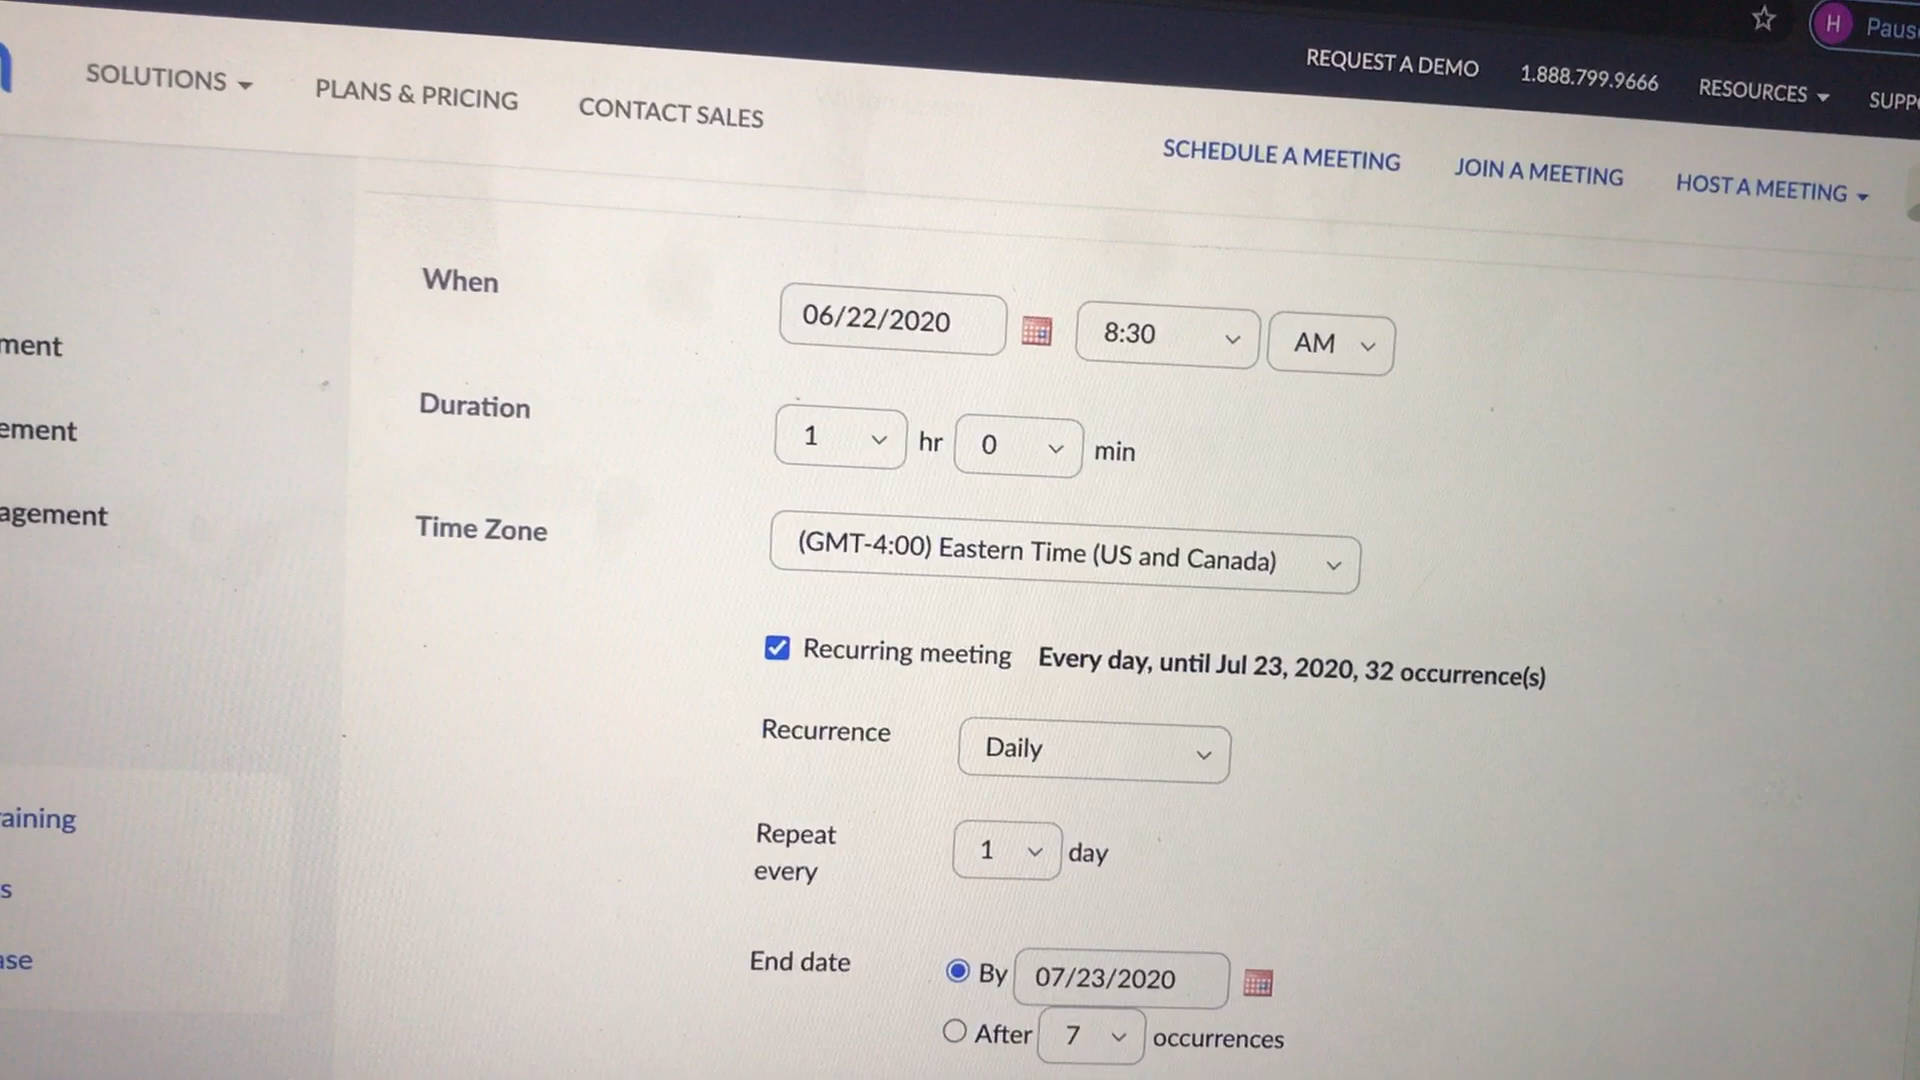 H Paus
REQUEST A DEMO 1.888.799.9666 RESOURCES SUPP
SOLUTIONS PLANS & PRICING CONTACT SALES
SCHEDULE A MEETING JOIN A MEETING HOST A MEETING
When 06/22/2020 8:30 AM
ment
Duration 1 hr 0 min
ement
agement
Time Zone (GMT-4:00) Eastern Time (US and Canada)
Recurring meeting Every day, until Jul 23, 2020, 32 occurrence(s)
Recurrence Daily
aining
Repeat every 1 day
s
ase
End date By 07/23/2020
After 7 occurrences